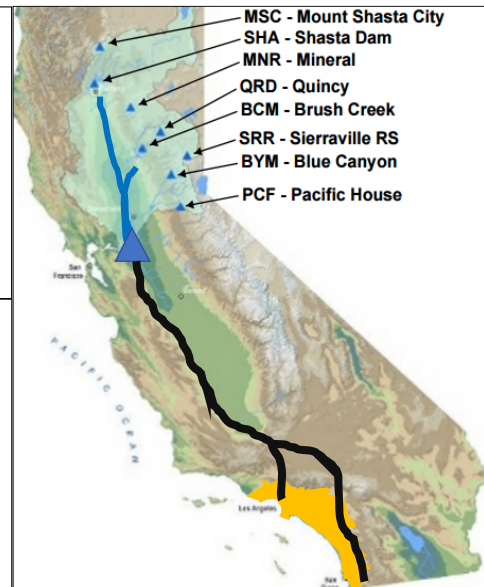 MSC - Mount Shasta City
SHA - Shasta Dam
MNR - Mineral
QRD - Quincy
BCM - Brush Creek
SRR - Sierraville RS
BYM - Blue Canyon
PCF - Pacific House
San
Francisco
PACIFIC OCEAN
Los Angeles
San